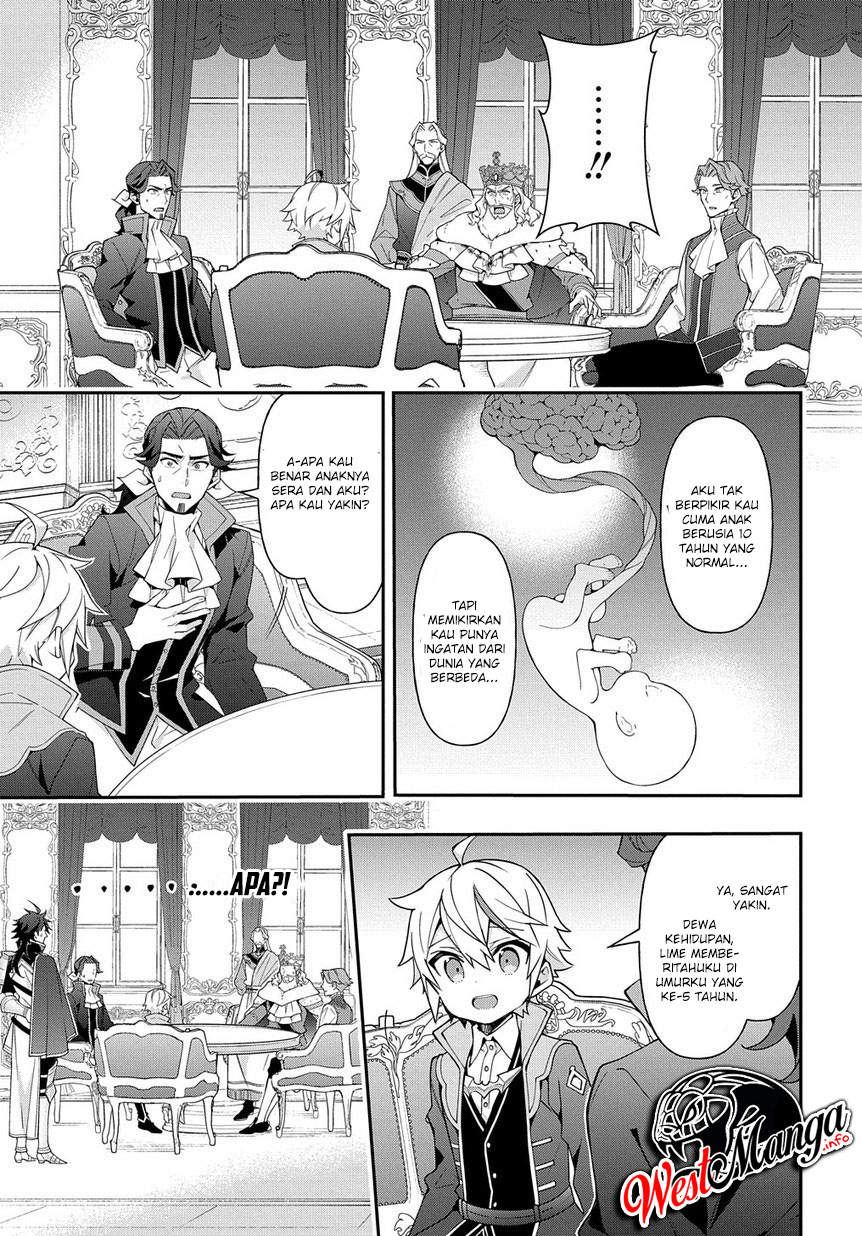 ......!!
AKU TAK
BERPIKIR KAU
CUMA ANAK
BERUSIA 10
TAHUN YANG
NORMAL...
TAPI
MEMIKIRKAN
KAU PUNYA
INGATAN DARI
DUNIA YANG
BERBEDA...
A-APA KAU
BENAR ANAKNYA
SERA DAN AKU?
APA KAU YAKIN?
YA, SANGAT
YAKIN.
DEWA
KEHIDUPAN,
LIME MEMBE-
RITAHUKU DI
UMURKU YANG
KE-5 TAHUN.
. . . . . :.....APA?!
WestManga
.info